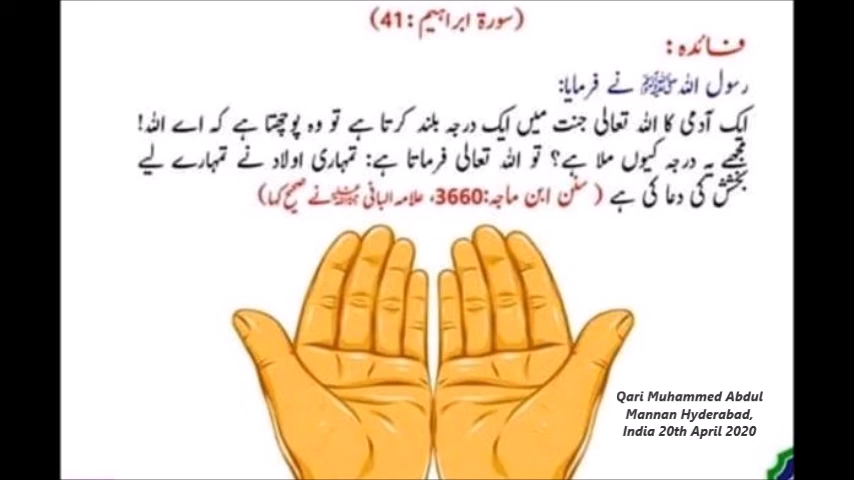 (سورۃ ابراہیم :41)
فائدہ :
رسول اللہ ﷺ نے فرمایا:
ایک آدمی کا اللہ تعالی جنت میں ایک درجہ بلند کرتا ہے تو وہ پوچھتا ہے کہ اے اللہ!
مجھے یہ درجہ کیوں ملا ہے؟ تو اللہ تعالی فرماتا ہے: تمہاری اولاد نے تمہارے لیے
بخشش کی دعا کی ہے ( سنن ابن ماجہ:3660، علامہ البانی نے صحیح کہا)
Qari Muhammed Abdul
Mannan Hyderabad,
India 20th April 2020